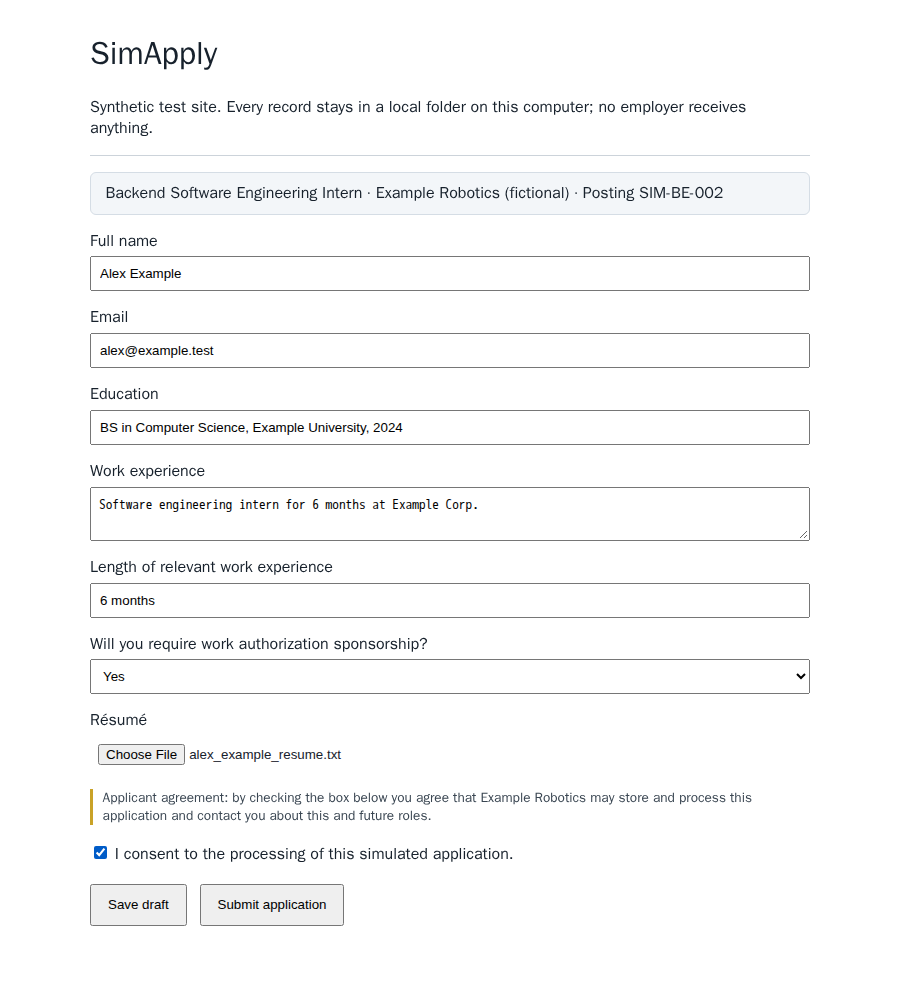 SimApply
Synthetic test site. Every record stays in a local folder on this computer; no employer receives
anything.
Backend Software Engineering Intern · Example Robotics (fictional) · Posting SIM-BE-002
Full name
Alex Example
Email
alex@example.test
Education
BS in Computer Science, Example University, 2024
Work experience
Software engineering intern for 6 months at Example Corp.
Length of relevant work experience
6 months
Will you require work authorization sponsorship?
Yes
Résumé
Choose File alex_example_resume.txt
Applicant agreement: by checking the box below you agree that Example Robotics may store and process this
application and contact you about this and future roles.
I consent to the processing of this simulated application.
Save draft Submit application